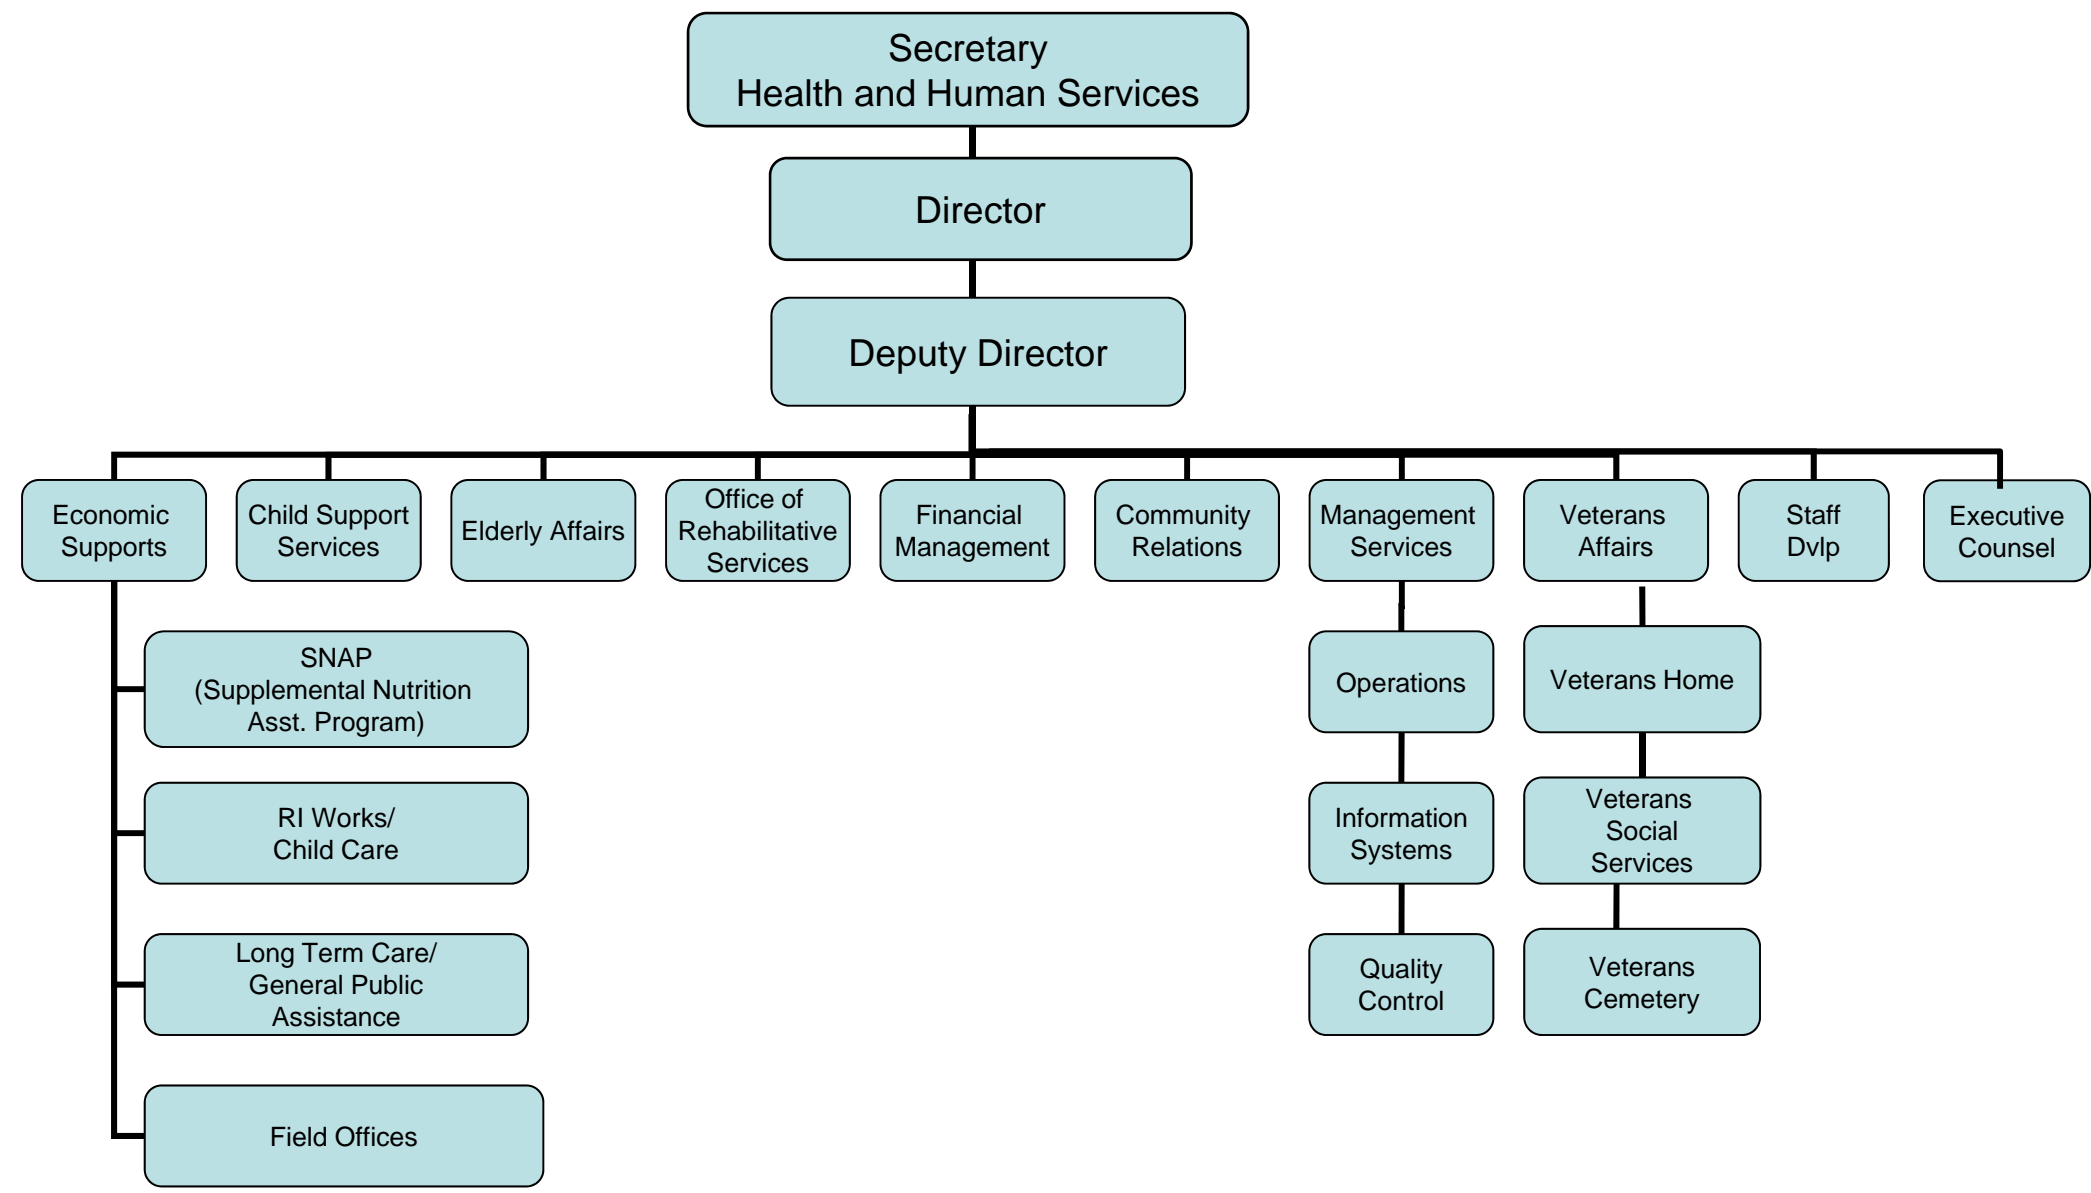 Secretary
Health and Human Services
Director
Deputy Director
Economic
Supports
Child Support
Services
Elderly Affairs
Office of
Rehabilitative
Services
Financial
Management
Community
Relations
Management
Services
Veterans
Affairs
Staff
Dvlp
Executive
Counsel
SNAP
(Supplemental Nutrition
Asst. Program)
RI Works/
Child Care
Long Term Care/
General Public
Assistance
Field Offices
Operations
Information
Systems
Quality
Control
Veterans Home
Veterans
Social
Services
Veterans
Cemetery